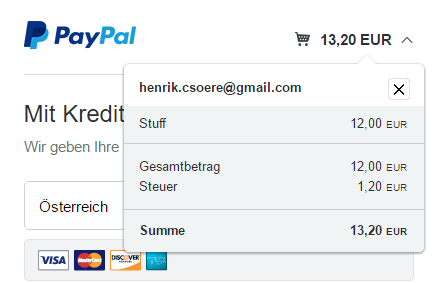 PayPal
13,20 EUR
henrik.csoere@gmail.com
Mit Kredit
Stuff 12,00 EUR
Wir geben Ihre
Gesamtbetrag 12,00 EUR
Steuer 1,20 EUR
Österreich
Summe 13,20 EUR
VISA MasterCard DISCOVER